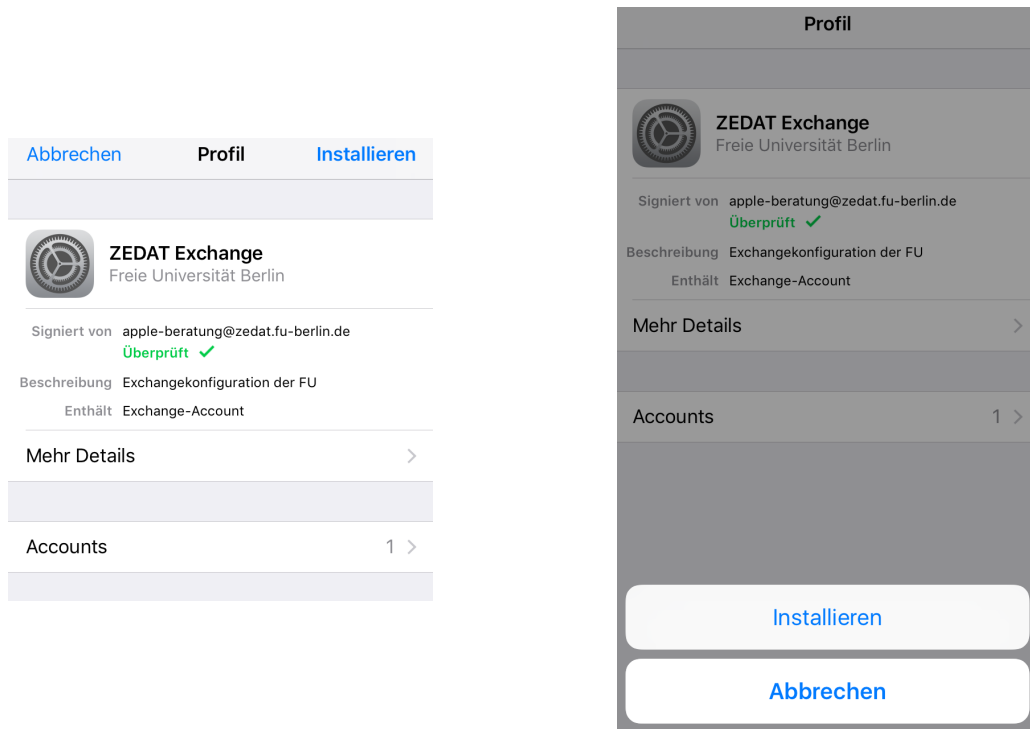 Abbrechen Profil Installieren
ZEDAT Exchange
Freie Universität Berlin
Signiert von apple-beratung@zedat.fu-berlin.de
Überprüft
Beschreibung Exchangekonfiguration der FU
Enthält Exchange-Account
Mehr Details
Accounts 1
Profil
ZEDAT Exchange
Freie Universität Berlin
Signiert von apple-beratung@zedat.fu-berlin.de
Überprüft
Beschreibung Exchangekonfiguration der FU
Enthält Exchange-Account
Mehr Details
Accounts 1
Installieren
Abbrechen